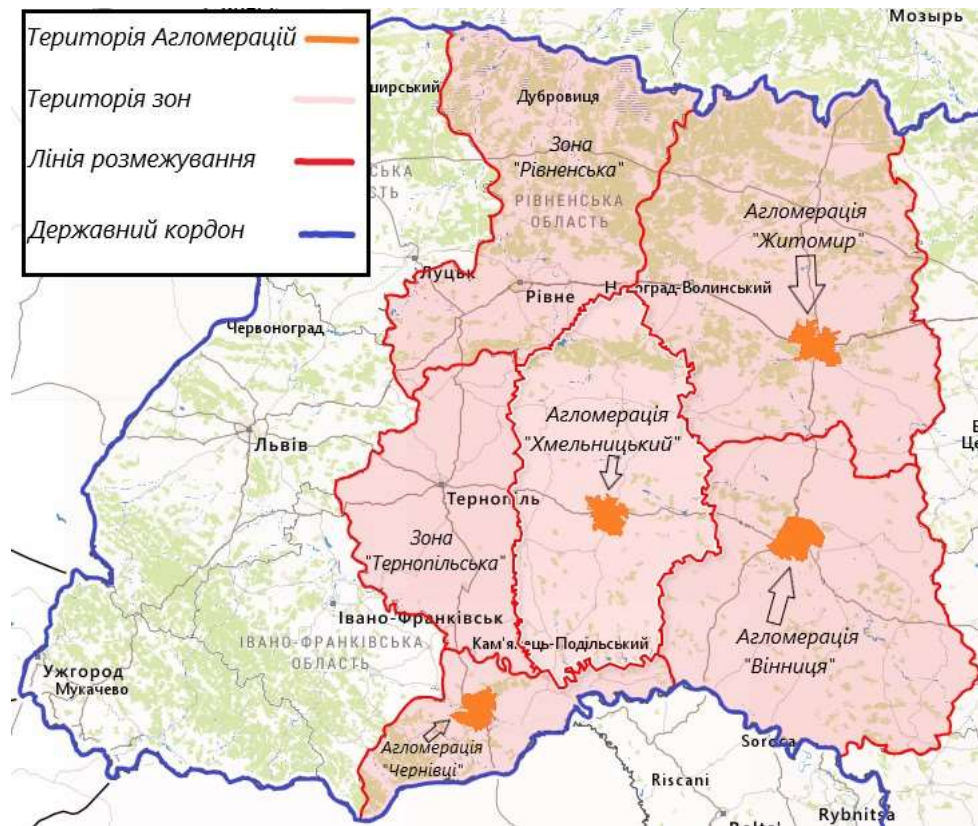 Територія Агломерацій
Територія зон
Лінія розмежування
Державний кордон
Мозырь
ширський
Дубровиця
Зона
"Рівненська"
РІВНЕНСЬКА
ОБЛАСТЬ
Агломерація
"Житомир"
Луцьк
Рівне
Новоград-Волинський
Червоноград
Львів
Агломерація
"Хмельницький"
Тернопіль
Зона
"Тернопільська"
Івано-Франківськ
ІВАНО-ФРАНКІВСЬКА
ОБЛАСТЬ
Кам'янець-Подільський
Агломерація
"Вінниця"
Ужгород
Мукачево
Агломерація
"Чернівці"
Soroca
Riscani
Rybnitsa